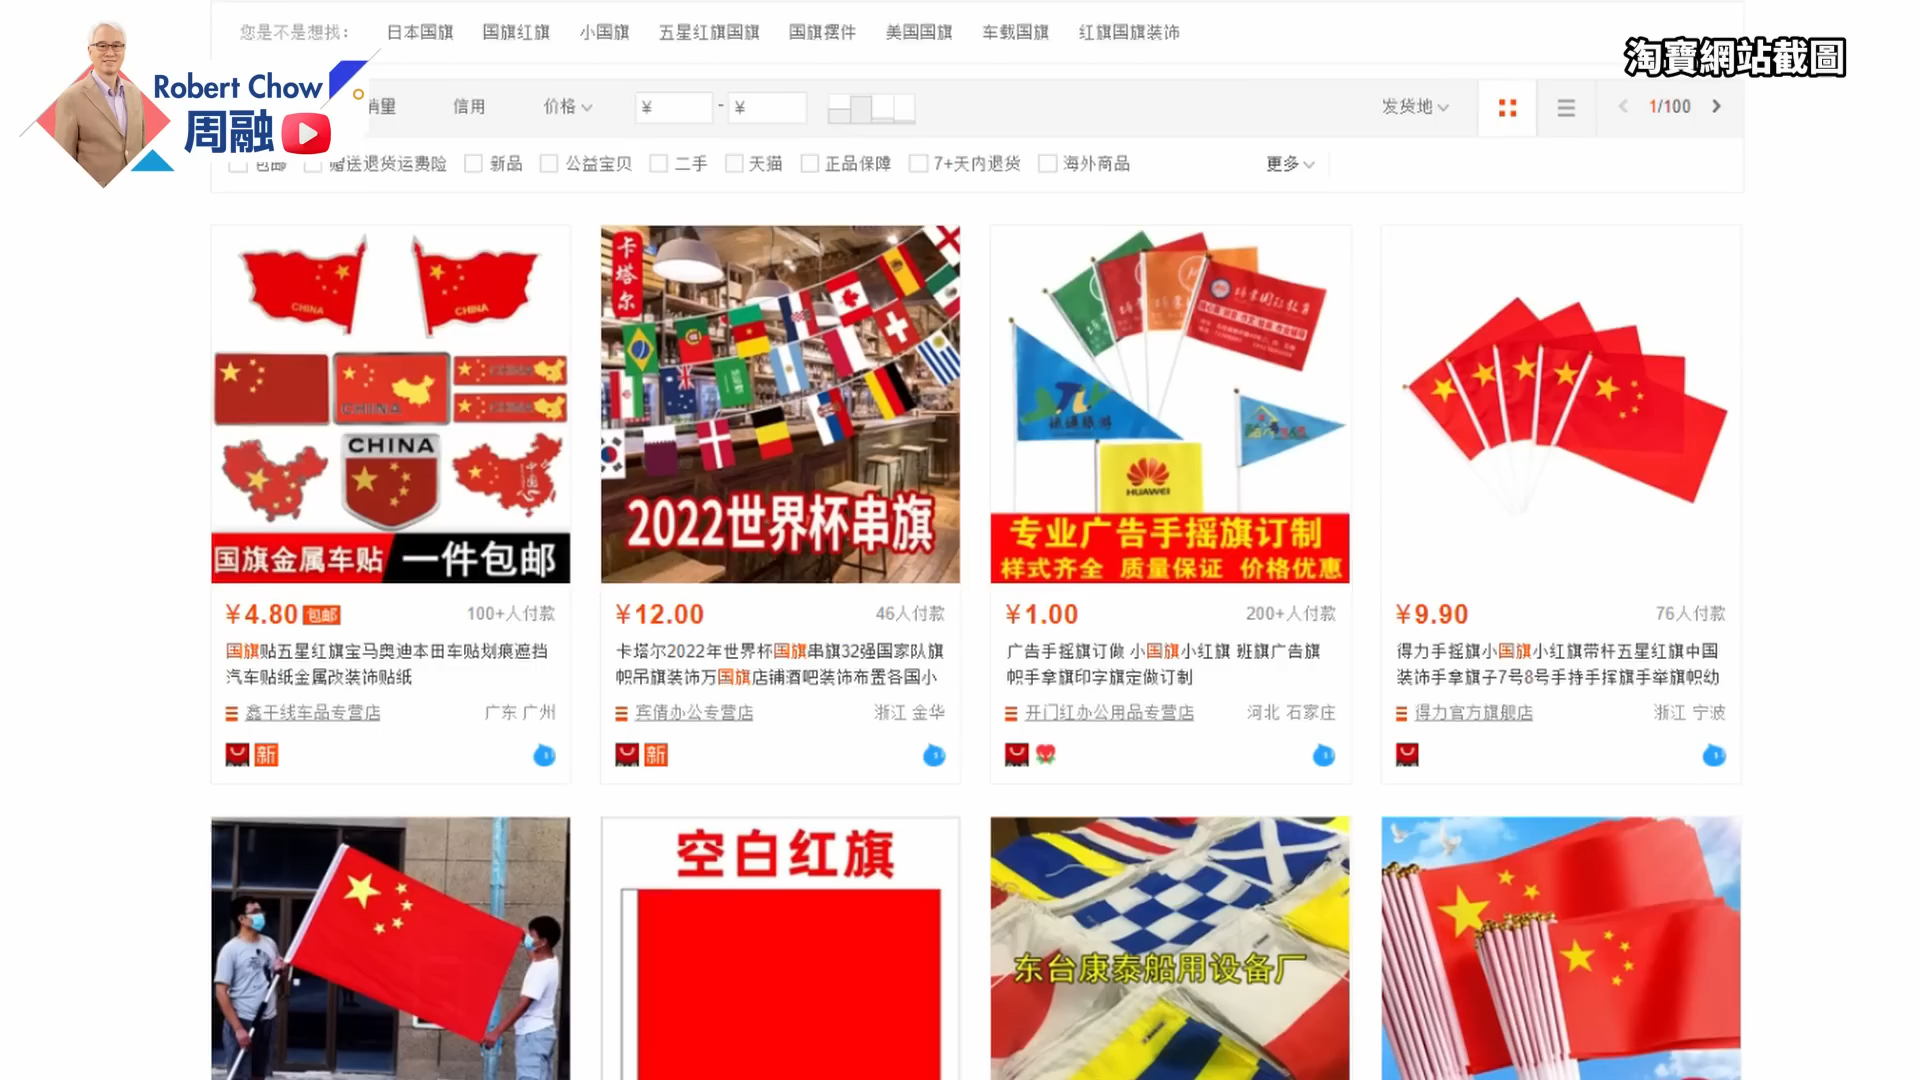 您是不是想找：
日本国旗
国旗红旗
小国旗
五星红旗国旗
国旗摆件
美国国旗
车载国旗
红旗国旗装饰
淘寶網站截圖
Robert Chow
周融
信用
价格
¥
-
¥
发货地
1/100
包邮
赠送退货运费险
新品
公益宝贝
二手
天猫
正品保障
7+天内退货
海外商品
更多
CHINA
CHINA
CHINA
CHINA
国旗金属车贴
一件包邮
卡塔尔
2022世界杯串旗
HUAWEI
专业广告手摇旗订制
样式齐全 质量保证 价格优惠
¥4.80 包邮
100+人付款
国旗贴五星红旗宝马奥迪本田车贴划痕遮挡
汽车贴纸金属改装饰贴纸
鑫干线车品专营店
广东 广州
新
¥12.00
46人付款
卡塔尔2022年世界杯国旗串旗32强国家队旗
帜吊旗装饰万国旗店铺酒吧装饰布置各国小
宾倩办公专营店
浙江 金华
新
¥1.00
200+人付款
广告手摇旗订做 小国旗小红旗 班旗广告旗
帜手拿旗印字旗定做订制
开门红办公用品专营店
河北 石家庄
¥9.90
76人付款
得力手摇旗小国旗小红旗带杆五星红旗中国
装饰手拿旗子7号8号手持手挥旗手举旗帜幼
得力官方旗舰店
浙江 宁波
空白红旗
东台康泰船用设备厂